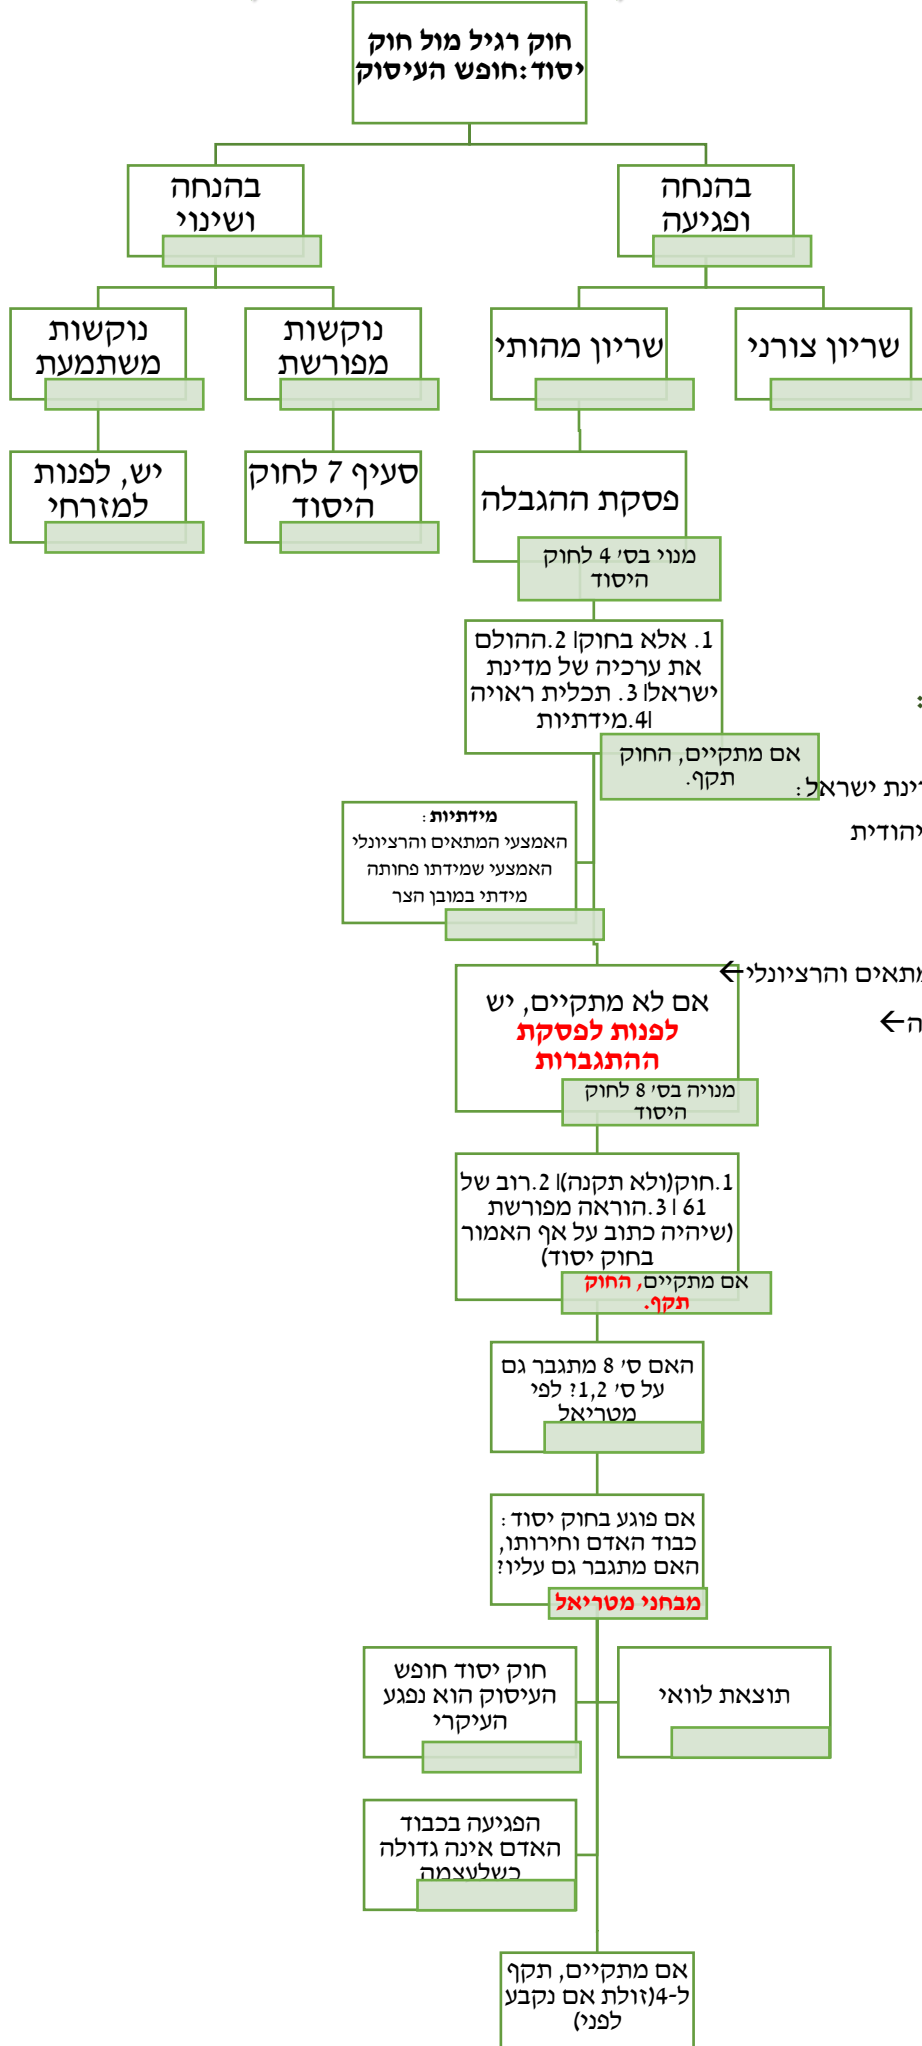 חוק רגיל מול חוק
יסוד:חופש העיסוק
בהנחה
ופגיעה
בהנחה
ושינוי
שריון צורני
שריון מהותי
נוקשות
מפורשת
נוקשות
משתמעת
פסקת ההגבלה
סעיף 7 לחוק
היסוד
יש, לפנות
למזרחי
מנוי בס' 4 לחוק
היסוד
1. אלא בחוק| 2.ההולם
את ערכיה של מדינת
ישראל| 3. תכלית ראויה
|4.מידתיות
אם מתקיים, החוק
תקף.
דינת ישראל:
יהודית
מידתיות:
האמצעי המתאים והרציונלי
האמצעי שמידתו פחותה
מידתי במובן הצר
מתאים והרציונלי←
ה←
אם לא מתקיים, יש
לפנות לפסקת
ההתגברות
מנויה בס' 8 לחוק
היסוד
1.חוק(ולא תקנה)| 2.רוב של
61 | 3.הוראה מפורשת
(שיהיה כתוב על אף האמור
בחוק יסוד)
אם מתקיים, החוק
תקף.
האם ס' 8 מתגבר גם
על ס' 1,2? לפי
מטריאל
אם פוגע בחוק יסוד:
כבוד האדם וחירותו,
האם מתגבר גם עליו?
מבחני מטריאל
תוצאת לוואי
חוק יסוד חופש
העיסוק הוא נפגע
העיקרי
הפגיעה בכבוד
האדם אינה גדולה
כשלעצמה
אם מתקיים, תקף
ל-4(זולת אם נקבע
לפני)